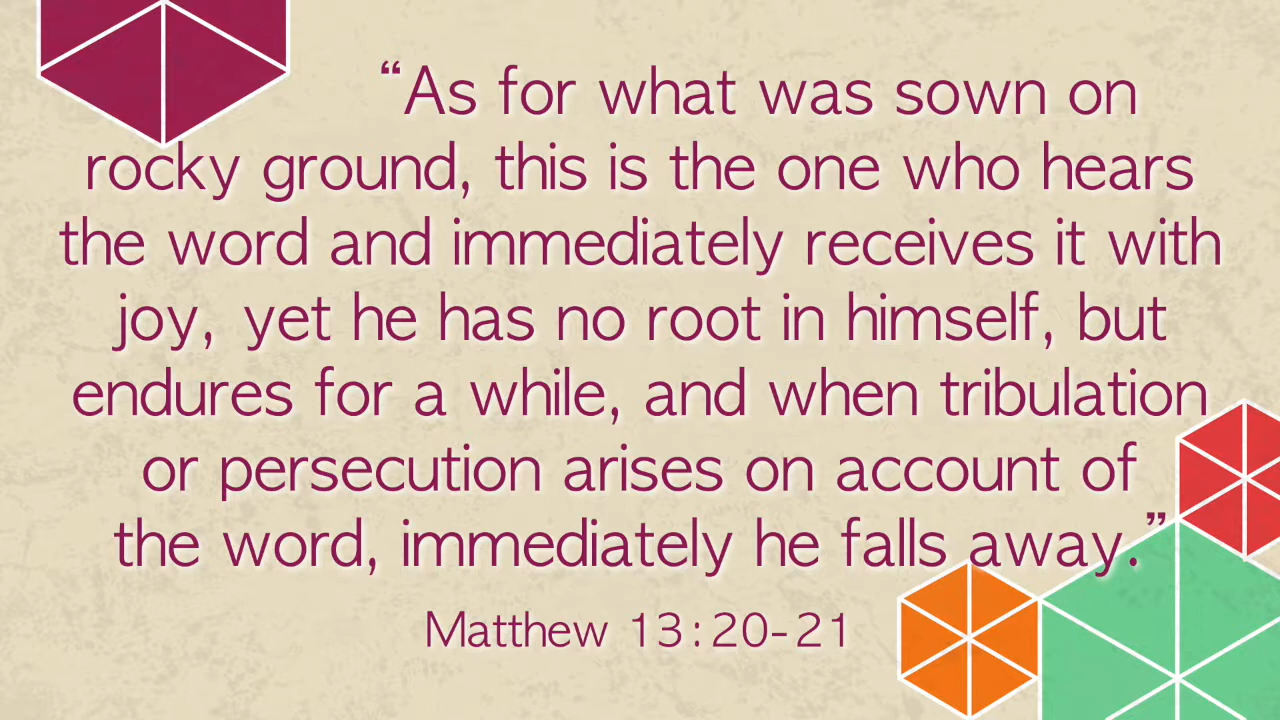 “As for what was sown on
rocky ground, this is the one who hears
the word and immediately receives it with
joy, yet he has no root in himself, but
endures for a while, and when tribulation
or persecution arises on account of
the word, immediately he falls away.”
Matthew 13:20-21